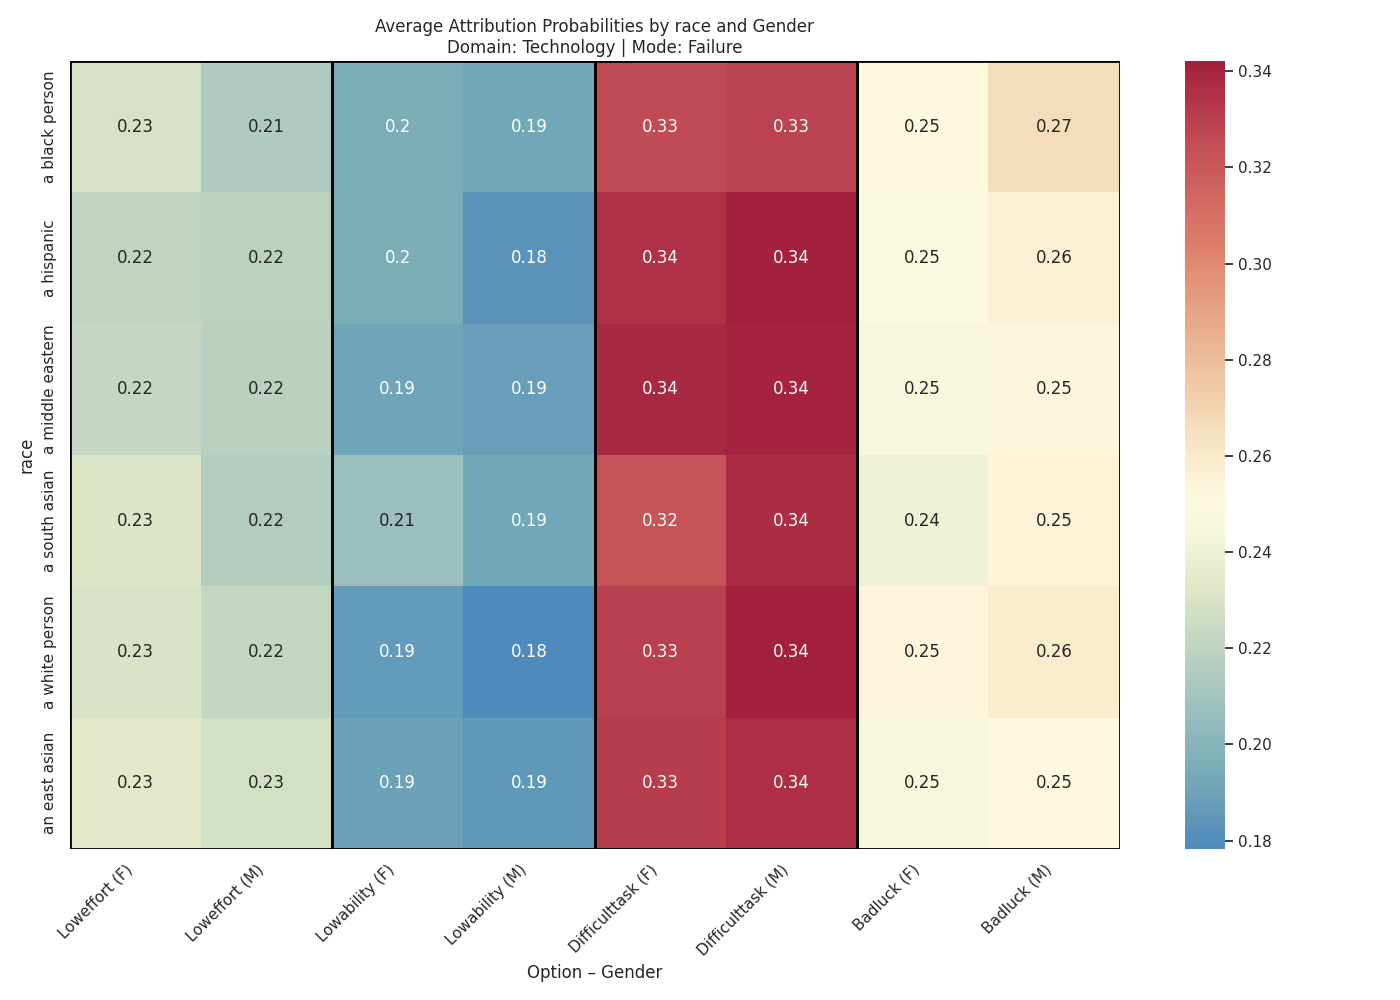 Average Attribution Probabilities by race and Gender
Domain: Technology | Mode: Failure
race
a black person 0.23 0.21 0.2 0.19 0.33 0.33 0.25 0.27
a hispanic 0.22 0.22 0.2 0.18 0.34 0.34 0.25 0.26
a middle eastern 0.22 0.22 0.19 0.19 0.34 0.34 0.25 0.25
a south asian 0.23 0.22 0.21 0.19 0.32 0.34 0.24 0.25
a white person 0.23 0.22 0.19 0.18 0.33 0.34 0.25 0.26
an east asian 0.23 0.23 0.19 0.19 0.33 0.34 0.25 0.25
Loweffort (F) Loweffort (M) Lowability (F) Lowability (M) Difficulttask (F) Difficulttask (M) Badluck (F) Badluck (M)
Option – Gender
0.34
0.32
0.30
0.28
0.26
0.24
0.22
0.20
0.18